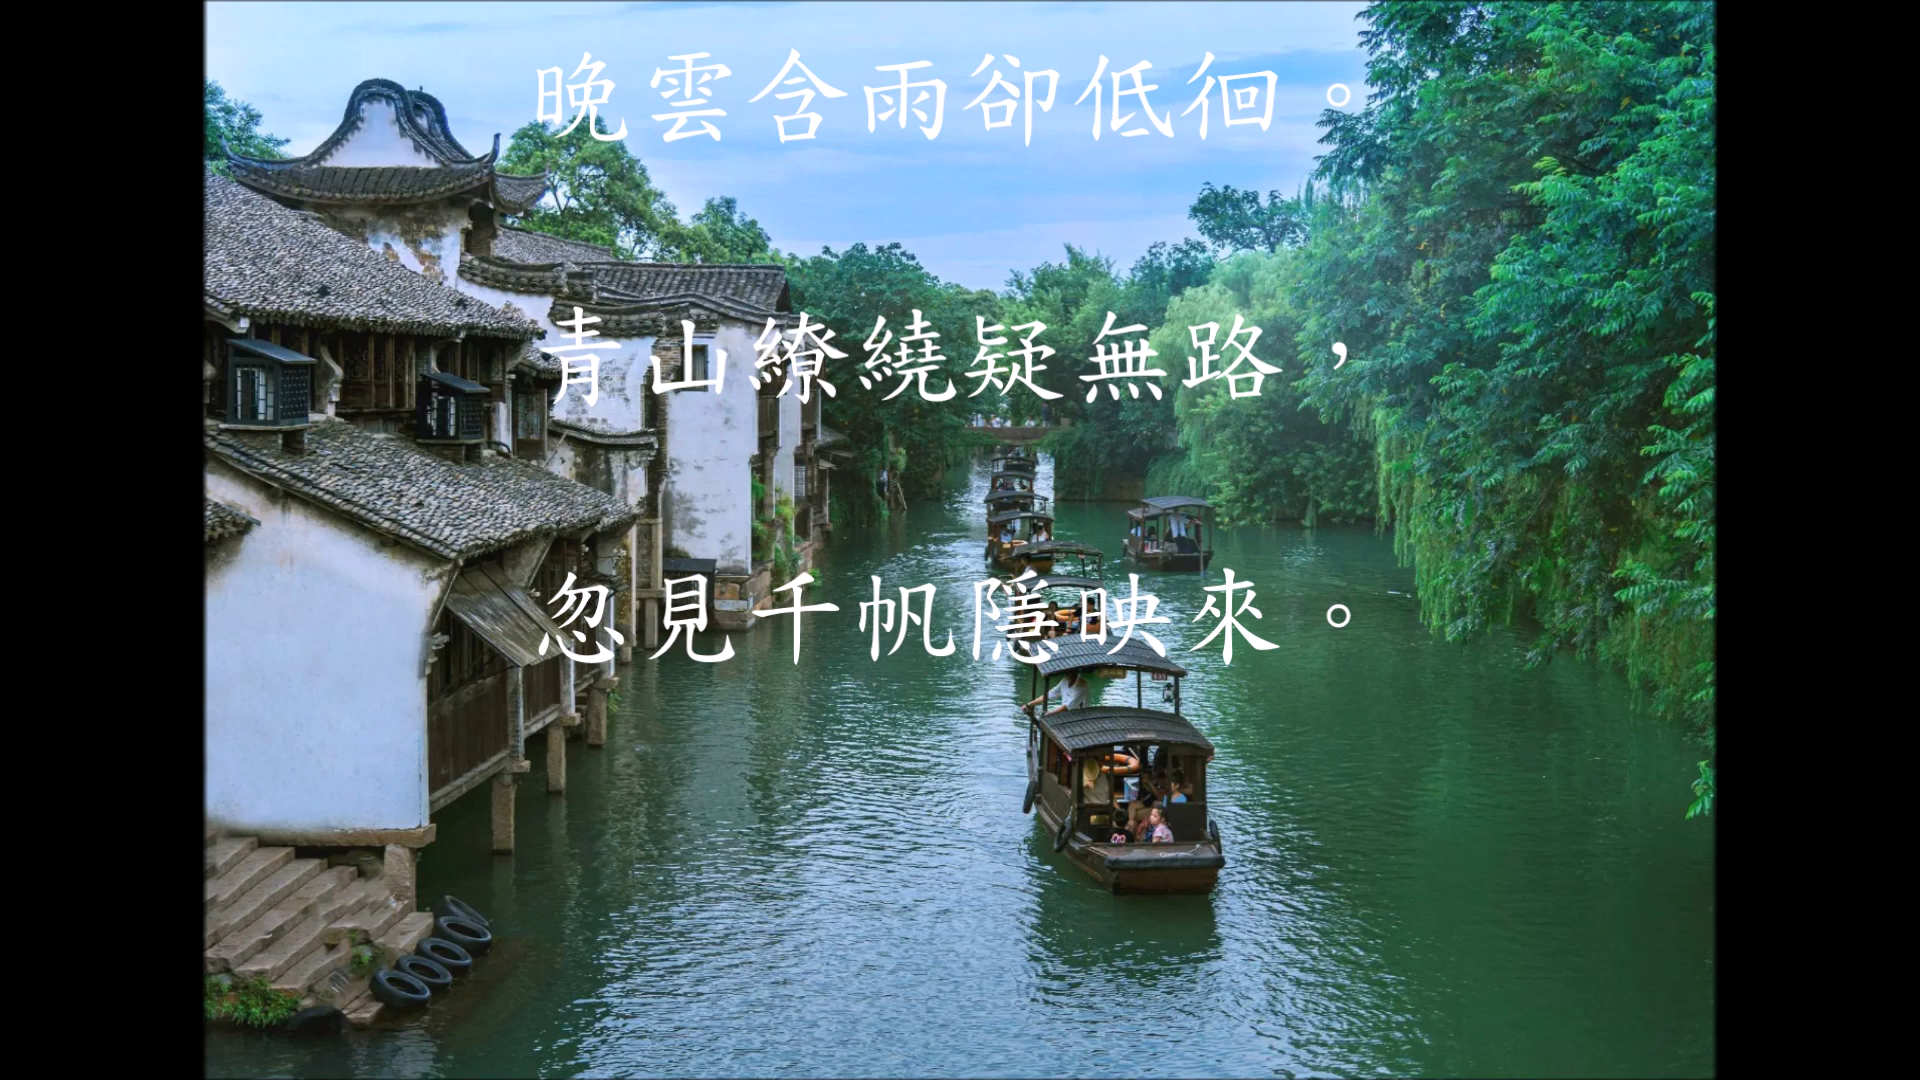 晚雲含雨卻低徊。
青山繚繞疑無路，
忽見千帆隱映來。